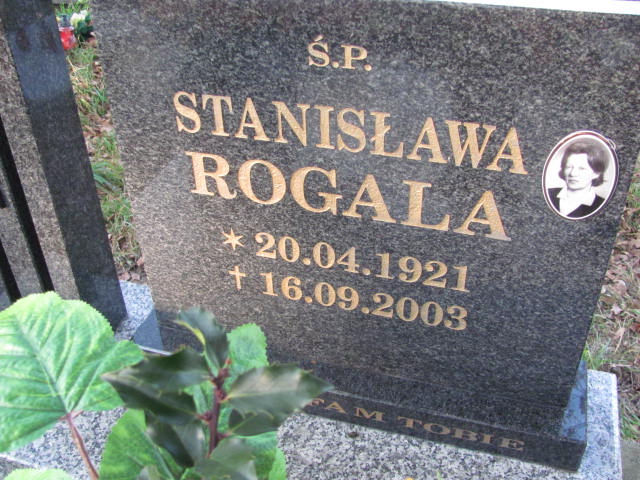 Ś.P.
STANISŁAWA
ROGALA
* 20.04.1921
† 16.09.2003
TOBIE